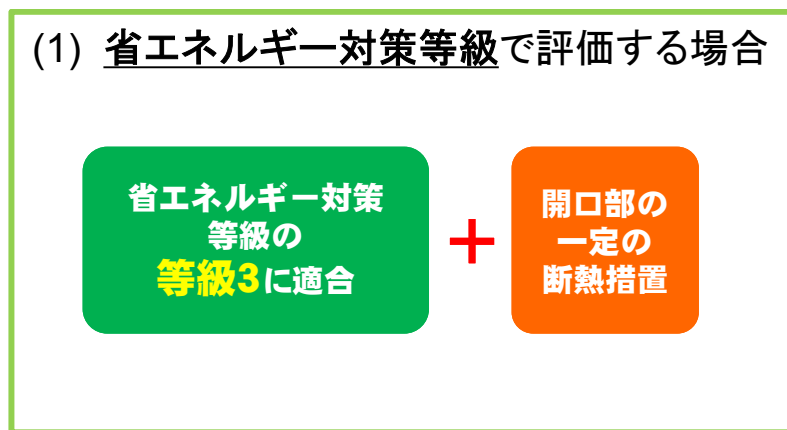 (1) 省エネルギー対策等級で評価する場合
省エネルギー対策
等級の
等級3に適合
+
開口部の
一定の
断熱措置